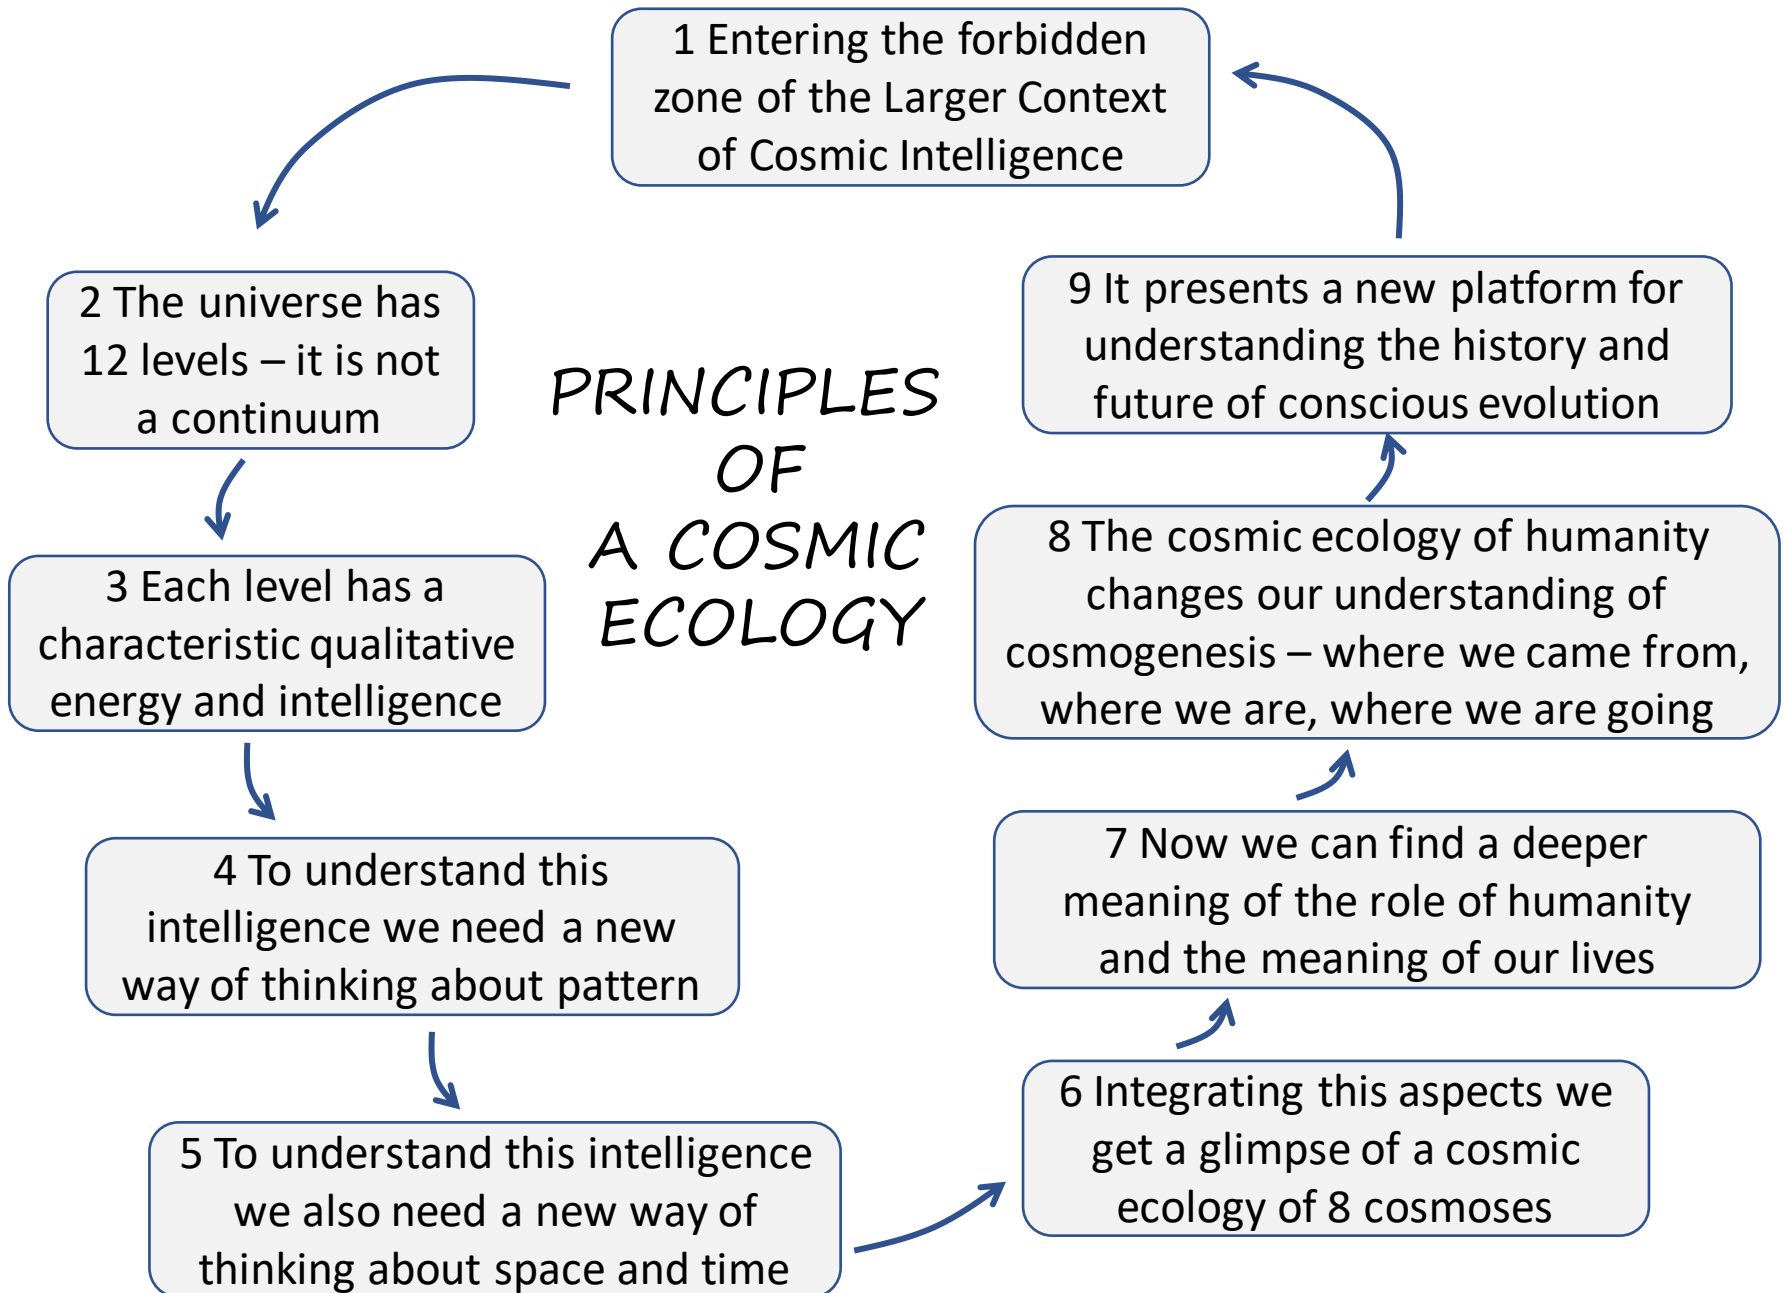 1 Entering the forbidden
zone of the Larger Context
of Cosmic Intelligence
2 The universe has
12 levels – it is not
a continuum
3 Each level has a
characteristic qualitative
energy and intelligence
4 To understand this
intelligence we need a new
way of thinking about pattern
5 To understand this intelligence
we also need a new way of
thinking about space and time
6 Integrating this aspects we
get a glimpse of a cosmic
ecology of 8 cosmoses
7 Now we can find a deeper
meaning of the role of humanity
and the meaning of our lives
8 The cosmic ecology of humanity
changes our understanding of
cosmogenesis – where we came from,
where we are, where we are going
9 It presents a new platform for
understanding the history and
future of conscious evolution
PRINCIPLES
OF
A COSMIC
ECOLOGY